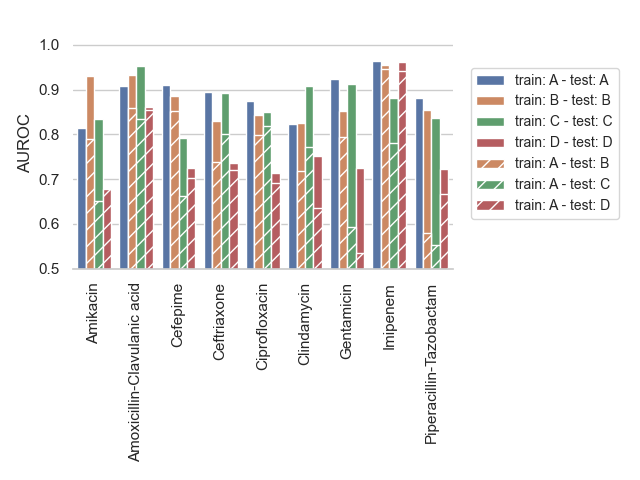 1.0
0.9
0.8
0.7
0.6
0.5
AUROC
Amikacin
Amoxicillin-Clavulanic acid
Cefepime
Ceftriaxone
Ciprofloxacin
Clindamycin
Gentamicin
Imipenem
Piperacillin-Tazobactam
train: A - test: A
train: B - test: B
train: C - test: C
train: D - test: D
train: A - test: B
train: A - test: C
train: A - test: D